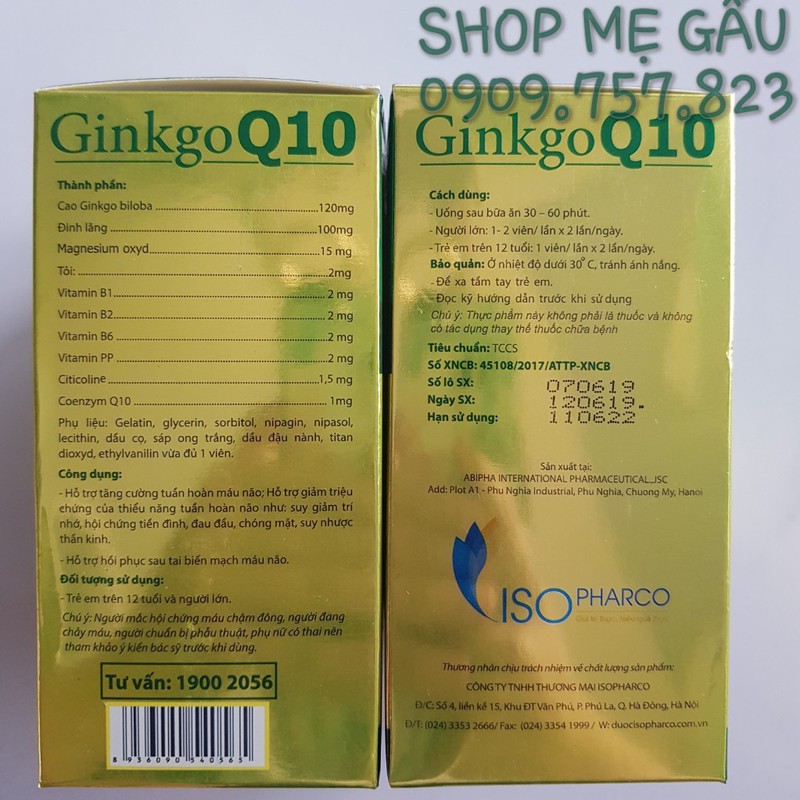 SHOP MẸ GẤU
0909.757.823
Ginkgo Q10
Thành phần:
Cao Ginkgo biloba ........ 120mg
Đinh lăng ........ 100mg
Magnesium oxyd ........ 15 mg
Tỏi: ........ 2mg
Vitamin B1 ........ 2 mg
Vitamin B2 ........ 2 mg
Vitamin B6 ........ 2 mg
Vitamin PP ........ 2 mg
Citicoline ........ 1,5 mg
Coenzym Q10 ........ 1mg
Phụ liệu: Gelatin, glycerin, sorbitol, nipagin, nipasol,
lecithin, dầu cọ, sáp ong trắng, dầu đậu nành, titan
dioxyd, ethylvanilin vừa đủ 1 viên.
Công dụng:
- Hỗ trợ tăng cường tuần hoàn máu não; Hỗ trợ giảm triệu
chứng của thiểu năng tuần hoàn não như: suy giảm trí
nhớ, hội chứng tiền đình, đau đầu, chóng mặt, suy nhược
thần kinh.
- Hỗ trợ hồi phục sau tai biến mạch máu não.
Đối tượng sử dụng:
- Trẻ em trên 12 tuổi và người lớn.
Chú ý: Người mắc hội chứng máu chậm đông, người đang
chảy máu, người chuẩn bị phẫu thuật, phụ nữ có thai nên
tham khảo ý kiến bác sỹ trước khi dùng.
Tư vấn: 1900 2056
8 936090 540565
Ginkgo Q10
Cách dùng:
- Uống sau bữa ăn 30 – 60 phút.
- Người lớn: 1- 2 viên/ lần x 2 lần/ngày.
- Trẻ em trên 12 tuổi: 1 viên/ lần x 2 lần/ngày.
Bảo quản: Ở nhiệt độ dưới 30° C, tránh ánh nắng.
- Để xa tầm tay trẻ em.
- Đọc kỹ hướng dẫn trước khi sử dụng
Chú ý: Thực phẩm này không phải là thuốc và không
có tác dụng thay thế thuốc chữa bệnh
Tiêu chuẩn: TCCS
Số XNCB: 45108/2017/ATTP-XNCB
Số lô SX: 070619
Ngày SX: 120619.
Hạn sử dụng: 110622
Sản xuất tại:
ABIPHA INTERNATIONAL PHARMACEUTICAL.,JSC
Add: Plot A1 - Phu Nghia Industrial, Phu Nghia, Chuong My, Hanoi
ISO PHARCO
Thương nhân chịu trách nhiệm về chất lượng sản phẩm:
CÔNG TY TNHH THƯƠNG MẠI ISOPHARCO
Đ/C: Số 4, liền kề 15, Khu ĐT Văn Phú, P. Phú La, Q. Hà Đông, Hà Nội
Đ/T: (024) 3353 2666/ Fax: (024) 3354 1999 / W: duocisopharco.com.vn